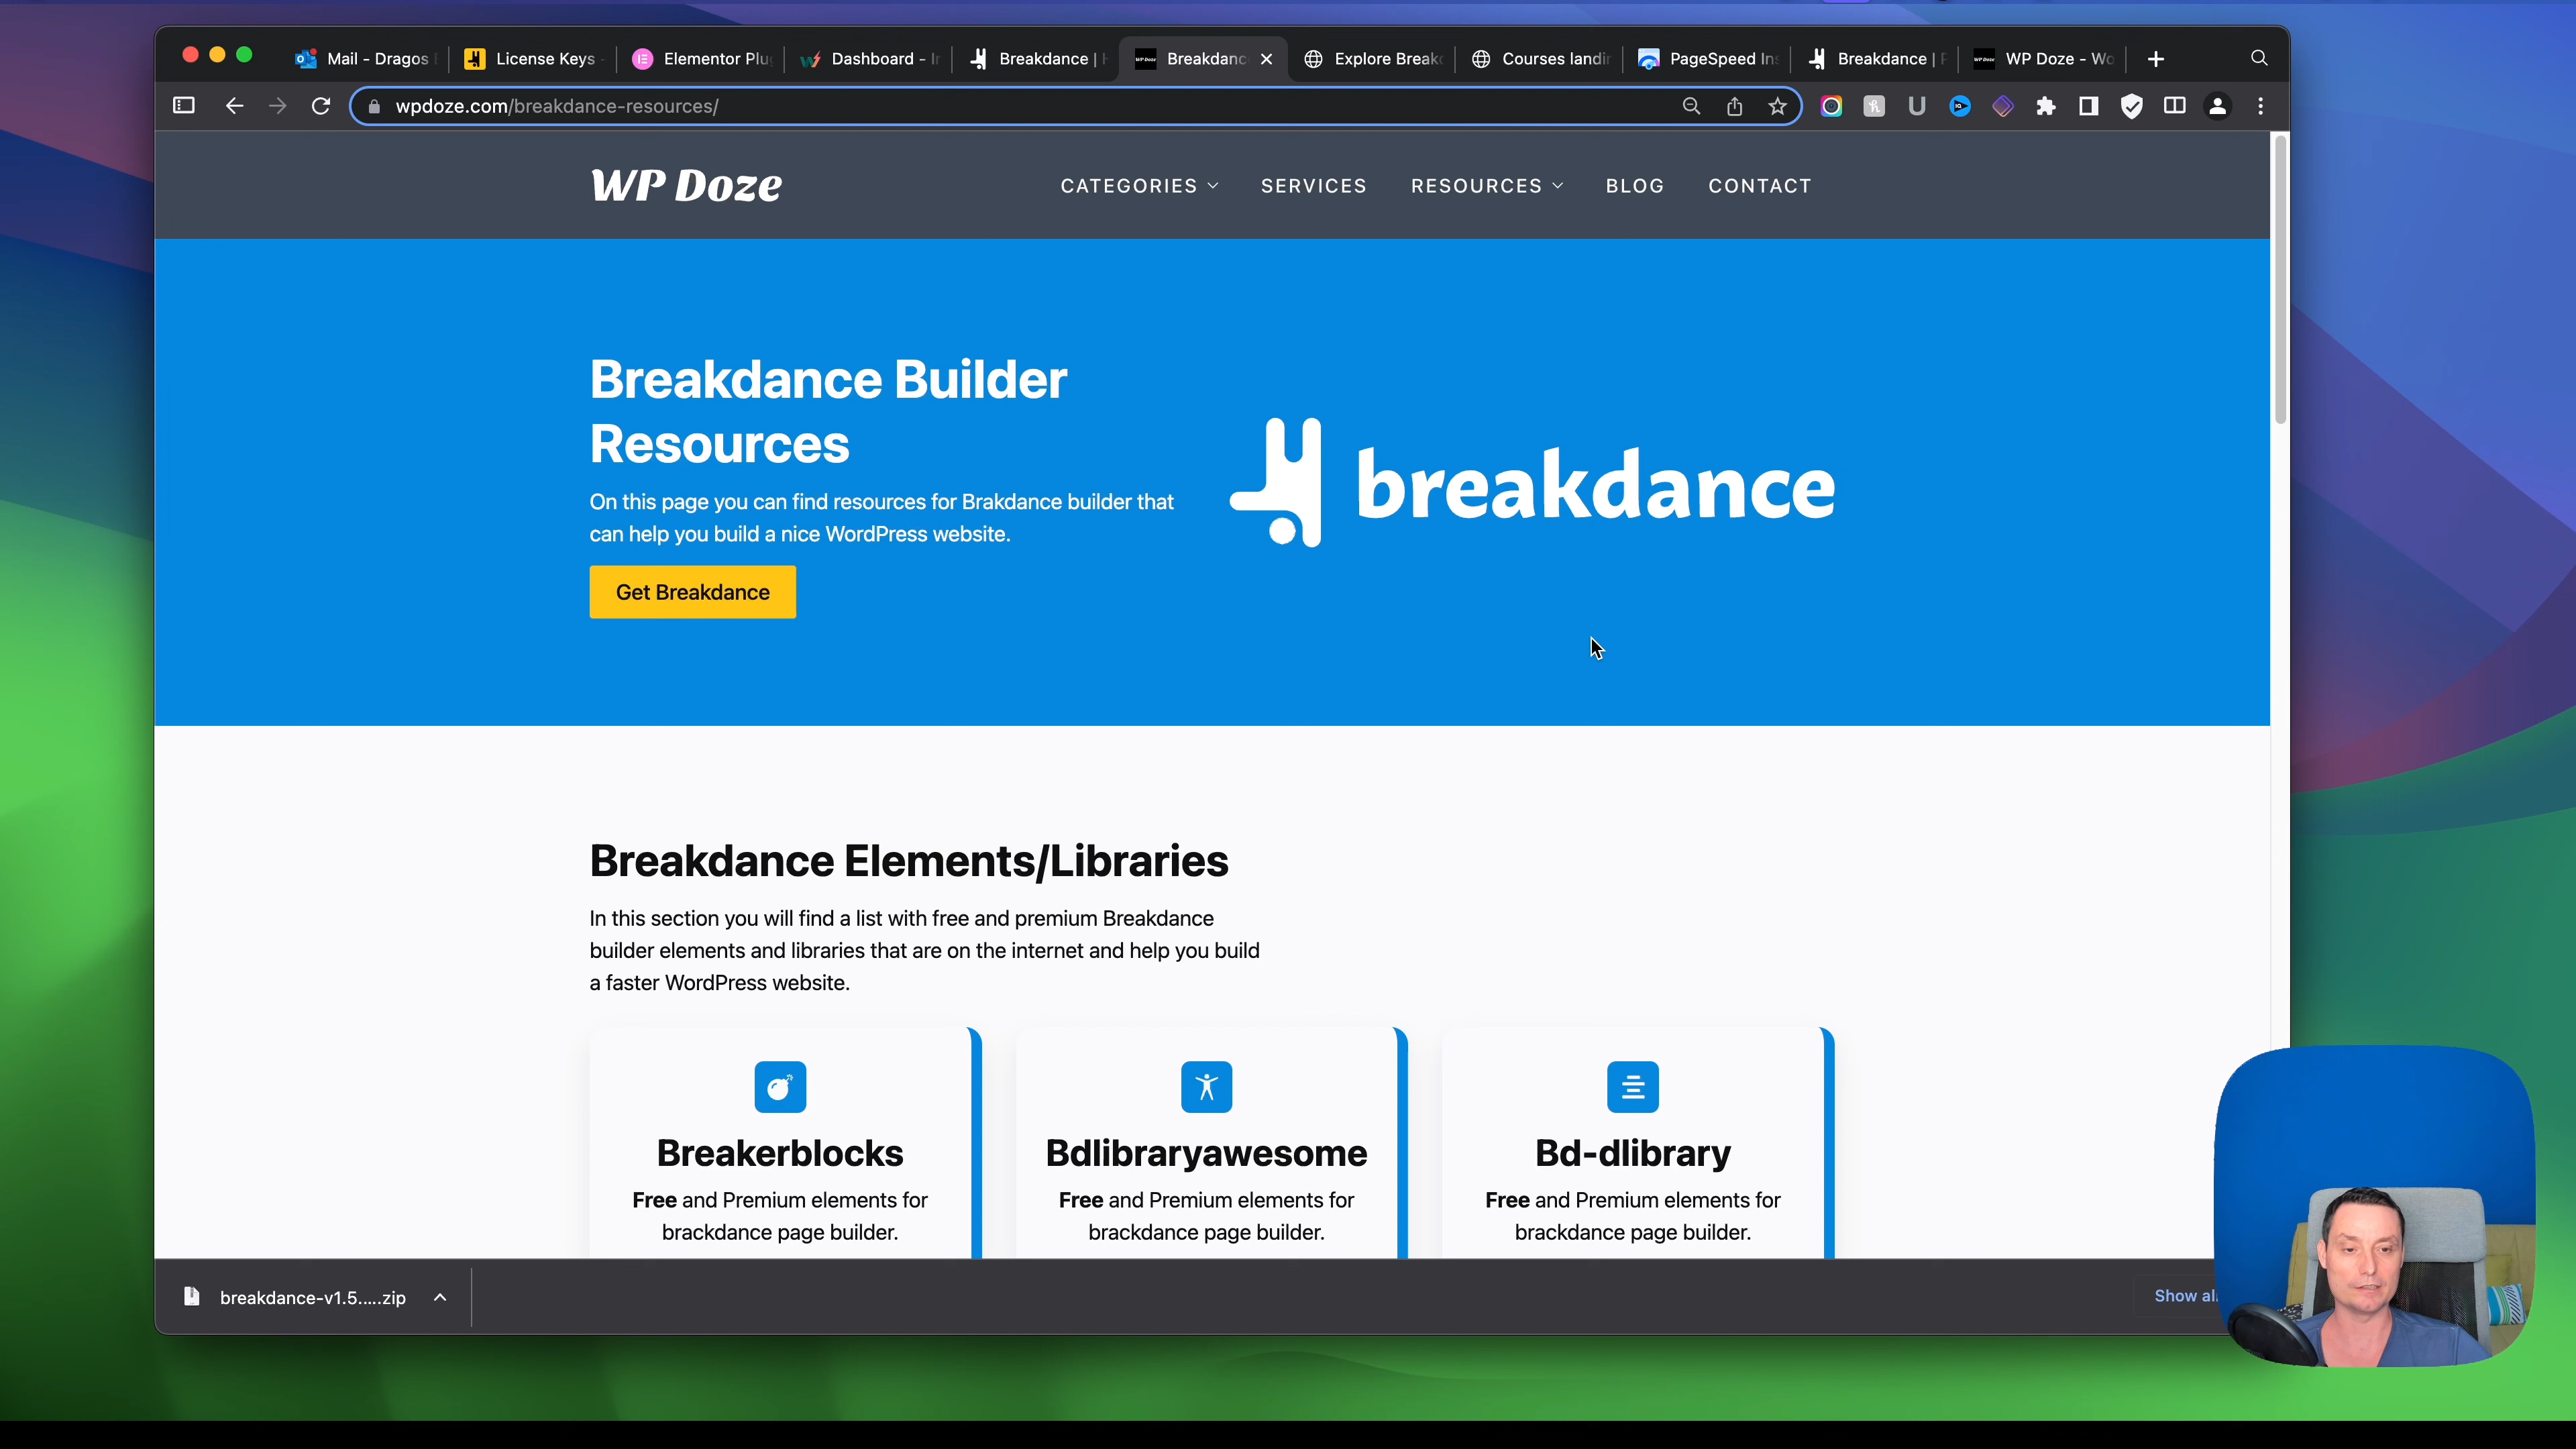 Mail - Dragos
License Keys -
Elementor Plug
Dashboard - Ir
Breakdance | H
Breakdanc
Explore Break
Courses landir
PageSpeed Ins
Breakdance | F
WP Doze - Wo
wpdoze.com/breakdance-resources/
WP Doze
CATEGORIES
SERVICES
RESOURCES
BLOG
CONTACT
Breakdance Builder
Resources
On this page you can find resources for Brakdance builder that
can help you build a nice WordPress website.
Get Breakdance
breakdance
Breakdance Elements/Libraries
In this section you will find a list with free and premium Breakdance
builder elements and libraries that are on the internet and help you build
a faster WordPress website.
Breakerblocks
Free and Premium elements for
brackdance page builder.
Bdlibraryawesome
Free and Premium elements for
brackdance page builder.
Bd-dlibrary
Free and Premium elements for
brackdance page builder.
breakdance-v1.5.....zip
Show all